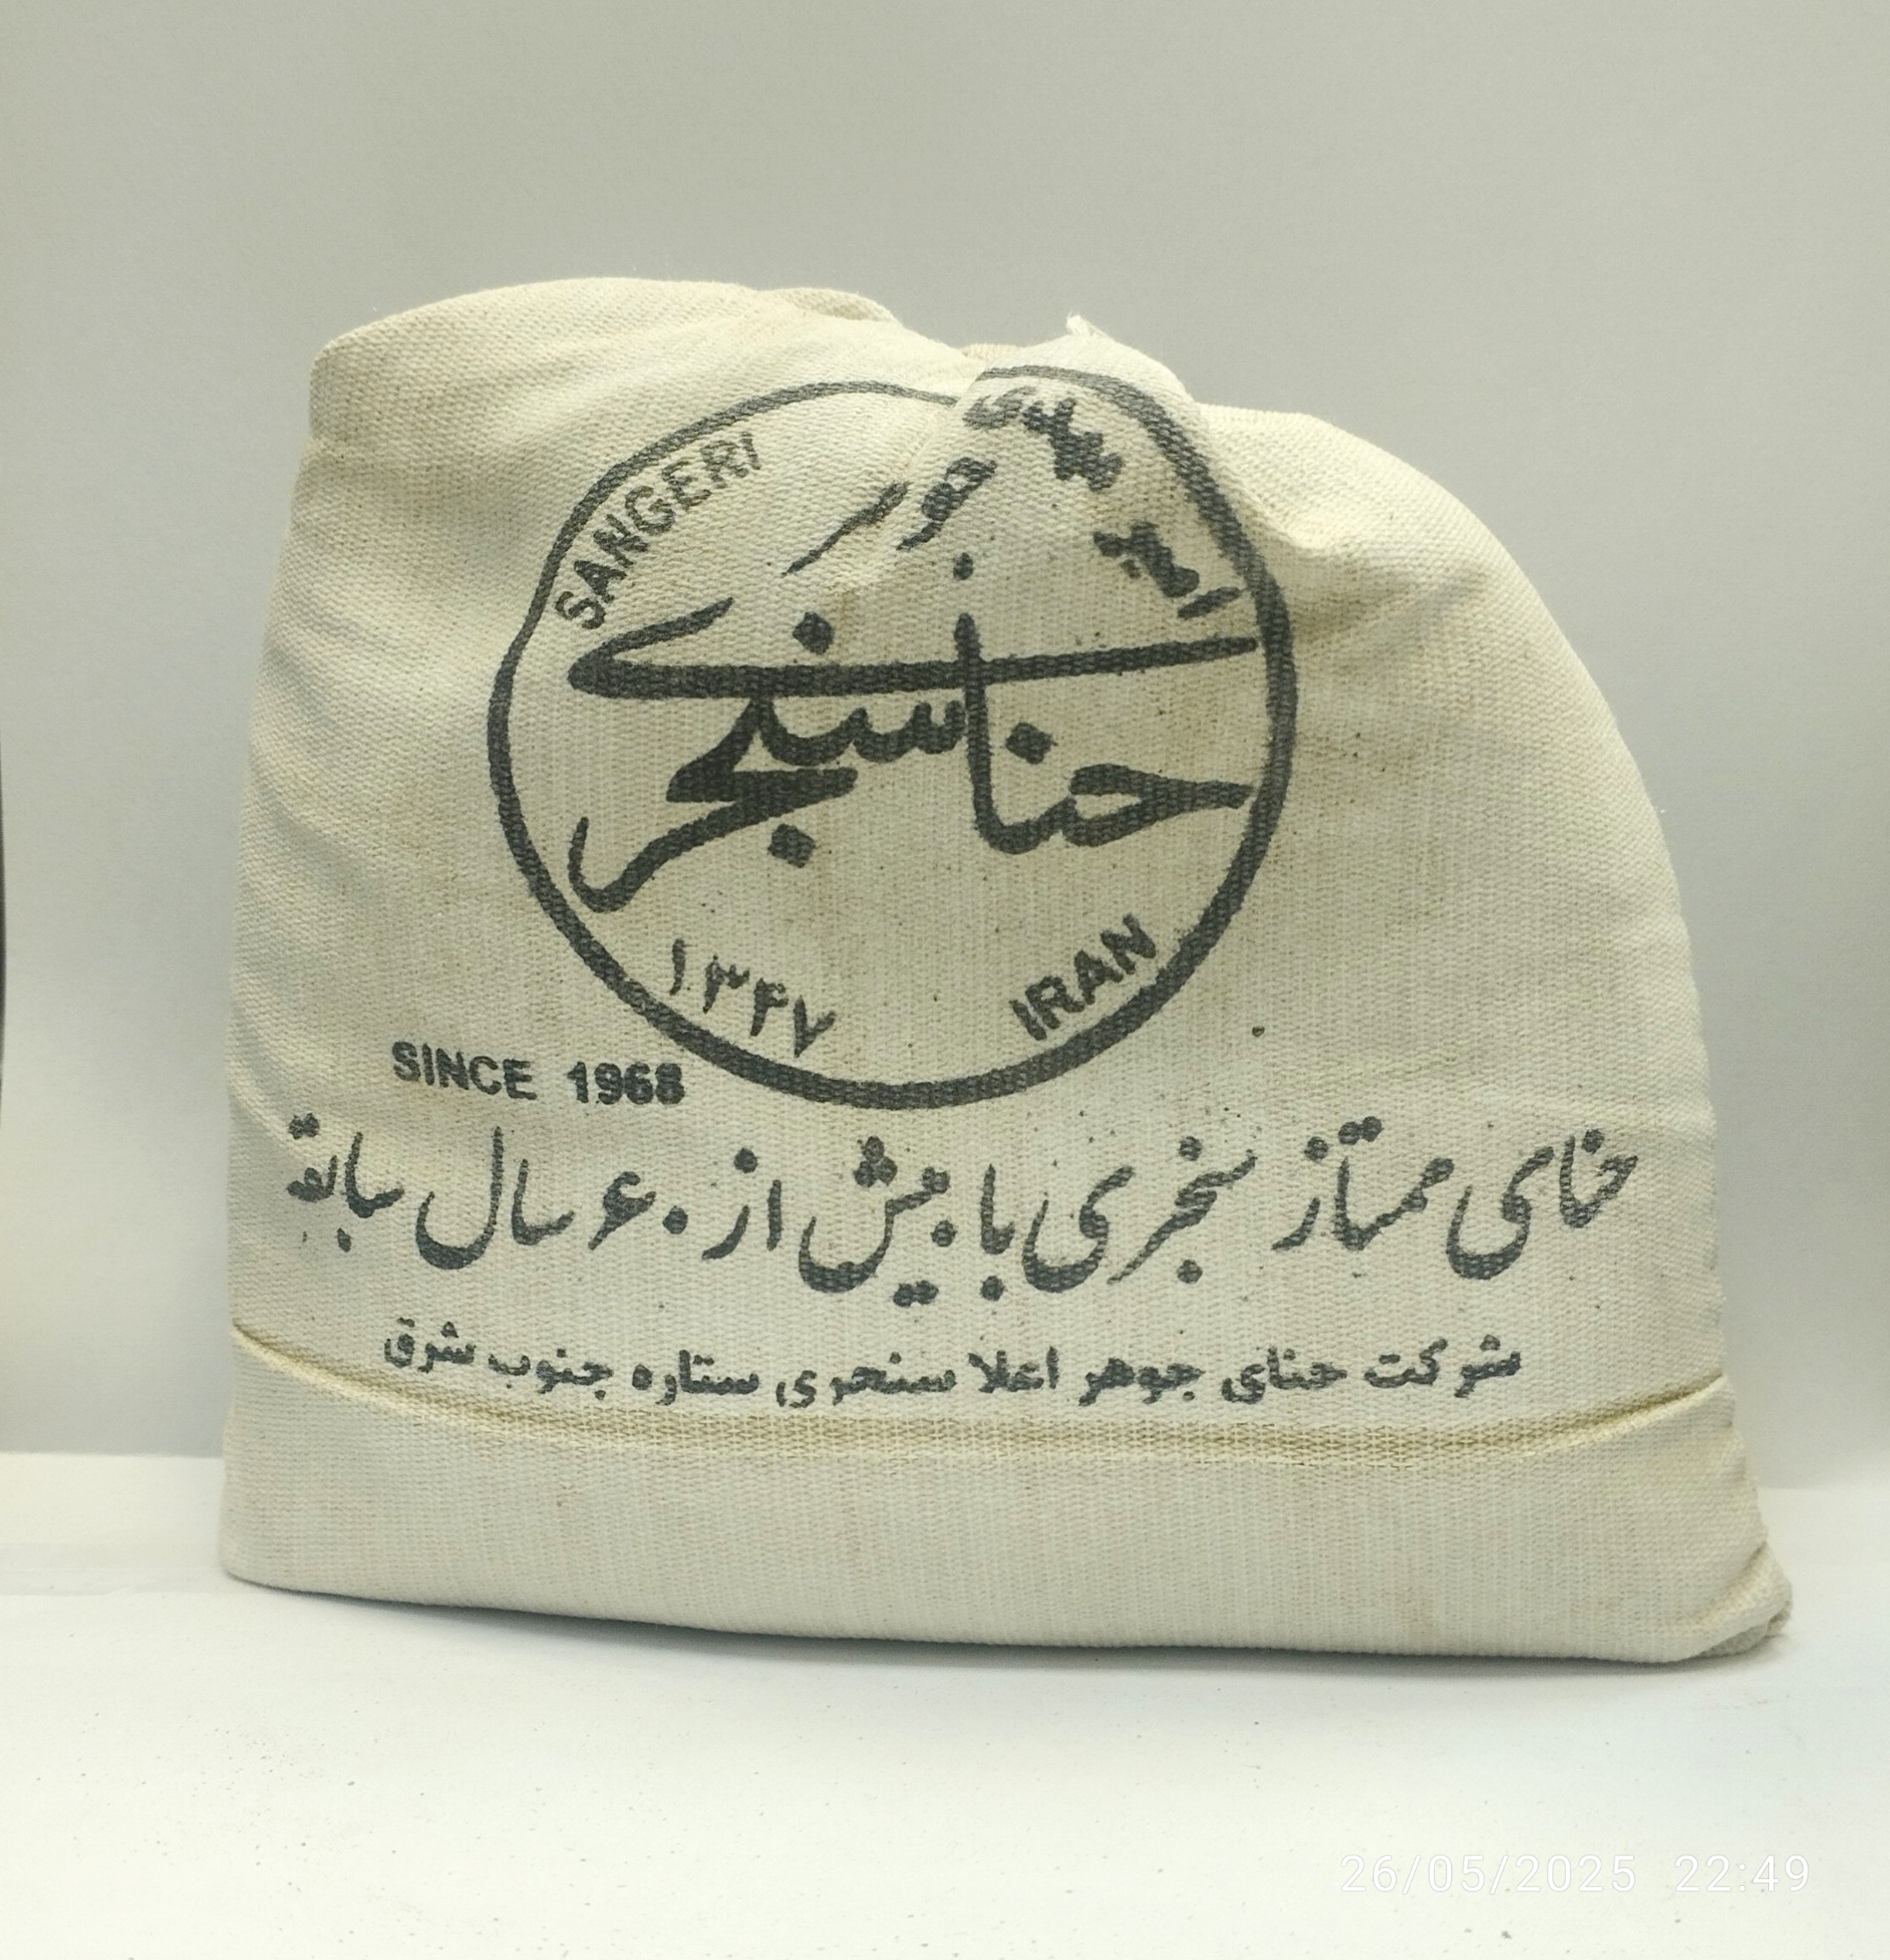 SANGERI
جوهر
حنا سنجری
۱۳۴۷
IRAN
SINCE 1968
حنای ممتاز سنجری با بیش از ۶۰ سال سابقه
شرکت حنای جوهر اعلا سنجری ستاره جنوب شرق
26/05/2025 22:49